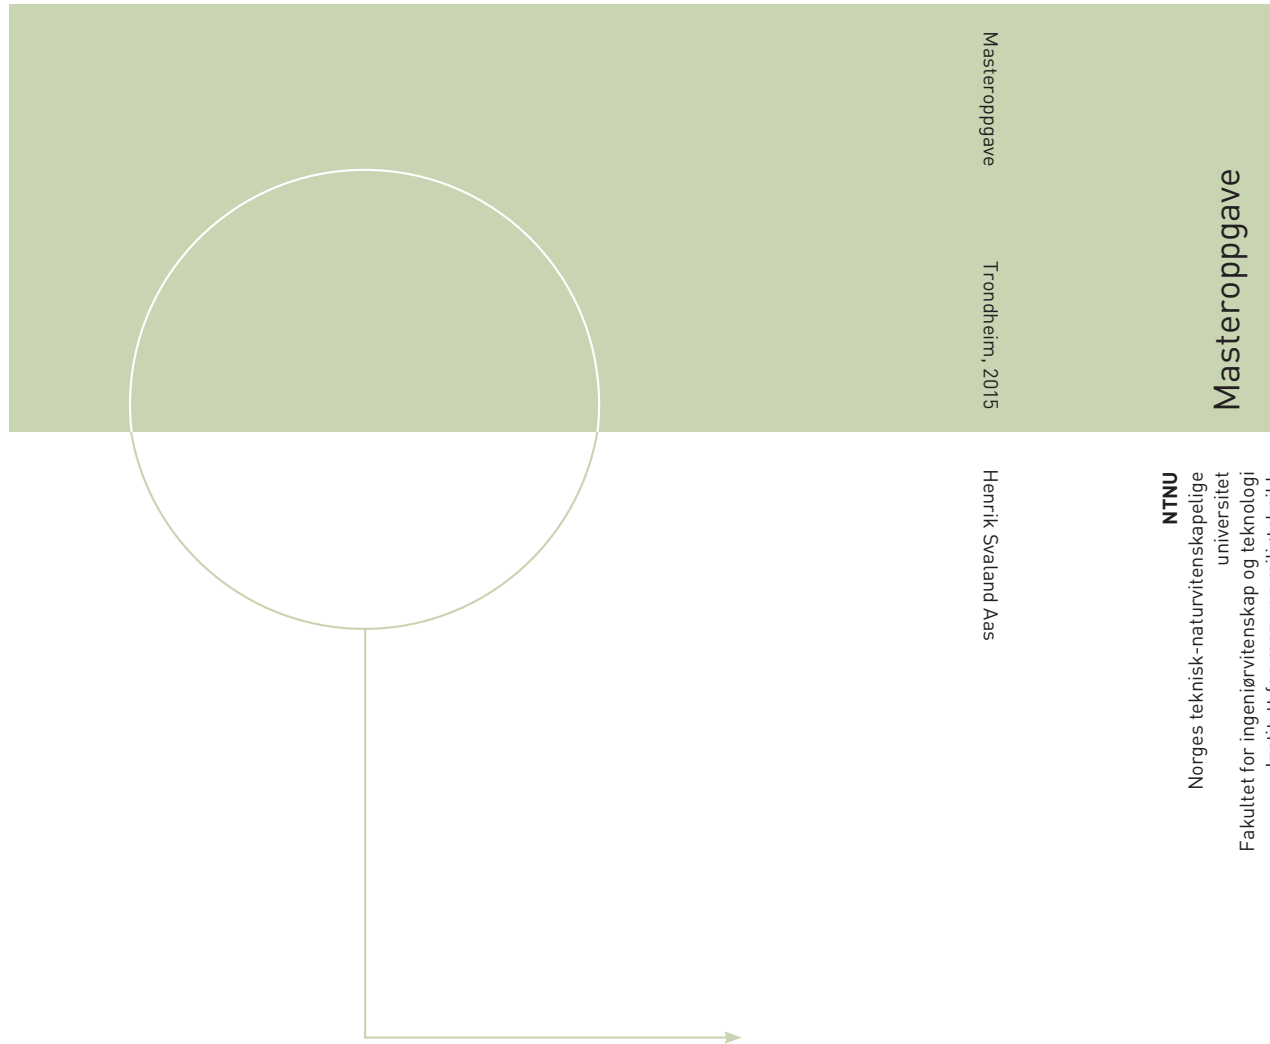 Masteroppgave
Trondheim, 2015
Henrik Svaland Aas
Masteroppgave
NTNU
Norges teknisk-naturvitenskapelige
universitet
Fakultet for ingeniørvitenskap og teknologi